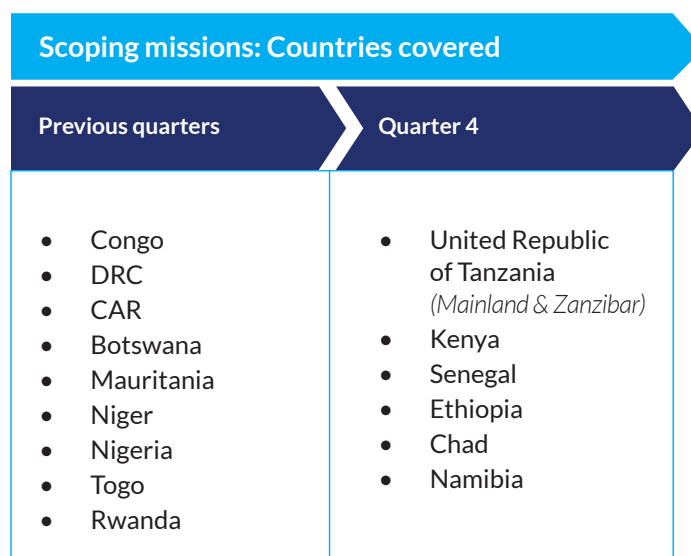 Scoping missions: Countries covered
Previous quarters
Quarter 4
• Congo
• DRC
• CAR
• Botswana
• Mauritania
• Niger
• Nigeria
• Togo
• Rwanda
• United Republic
of Tanzania
(Mainland & Zanzibar)
• Kenya
• Senegal
• Ethiopia
• Chad
• Namibia